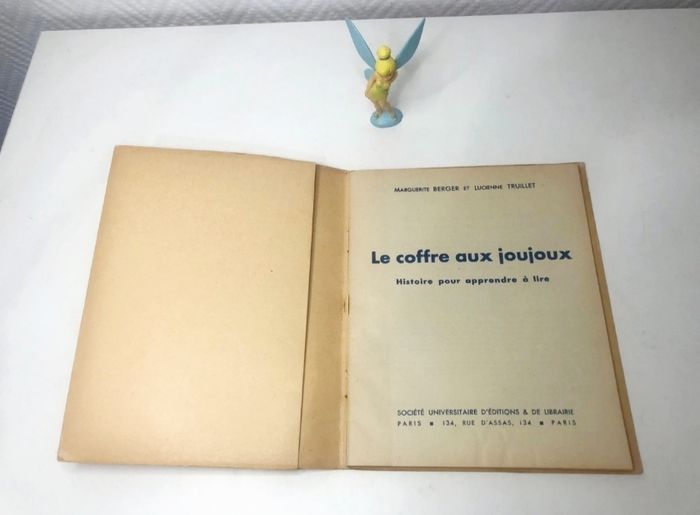 MARGUERITE BERGER ET LUCIENNE TRUILLET
Le coffre aux joujoux
Histoire pour apprendre à lire
SOCIÉTÉ UNIVERSITAIRE D'ÉDITIONS & DE LIBRAIRIE
PARIS ■ 134, RUE D'ASSAS, 134 ■ PARIS